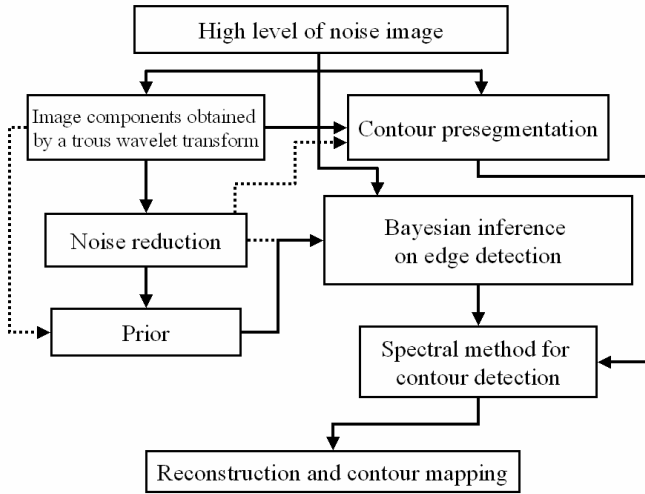 High level of noise image
Image components obtained
by a trous wavelet transform
Contour presegmentation
Noise reduction
Bayesian inference
on edge detection
Prior
Spectral method for
contour detection
Reconstruction and contour mapping